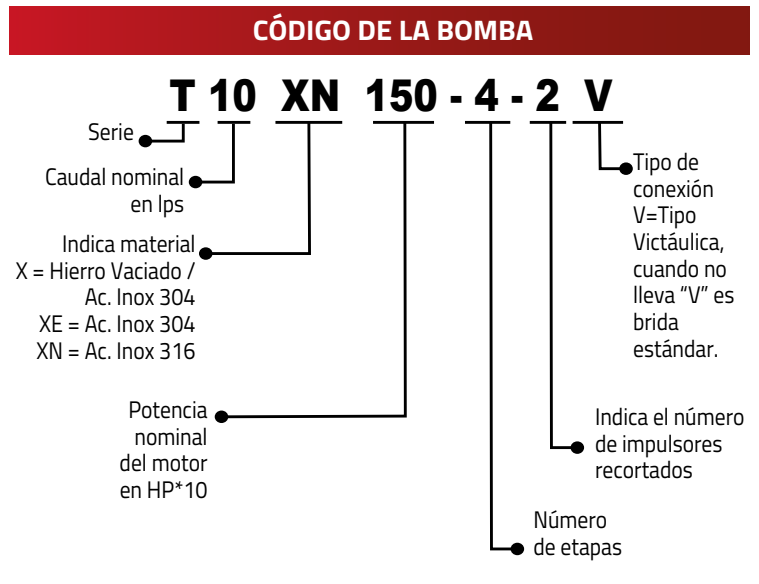 CÓDIGO DE LA BOMBA
T 10 XN 150 - 4 - 2 V
Serie
Caudal nominal
en lps
Indica material
X = Hierro Vaciado /
Ac. Inox 304
XE = Ac. Inox 304
XN = Ac. Inox 316
Potencia
nominal
del motor
en HP*10
Tipo de
conexión
V=Tipo
Victáulica,
cuando no
lleva “V” es
brida
estándar.
Indica el número
de impulsores
recortados
Número
de etapas